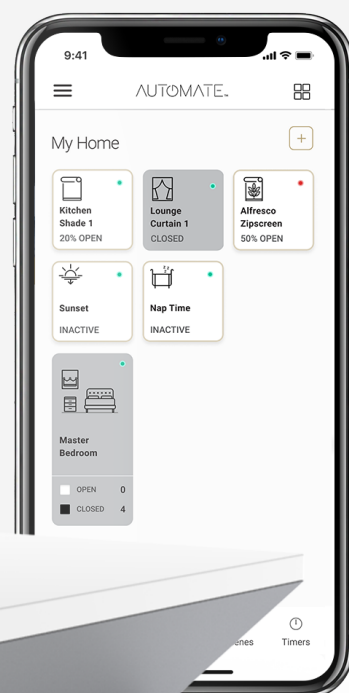 9:41
AUTOMATE™
My Home
Kitchen
Shade 1
20% OPEN
Lounge
Curtain 1
CLOSED
Alfresco
Zipscreen
50% OPEN
Sunset
INACTIVE
Nap Time
INACTIVE
Master
Bedroom
OPEN 0
CLOSED 4
Timers